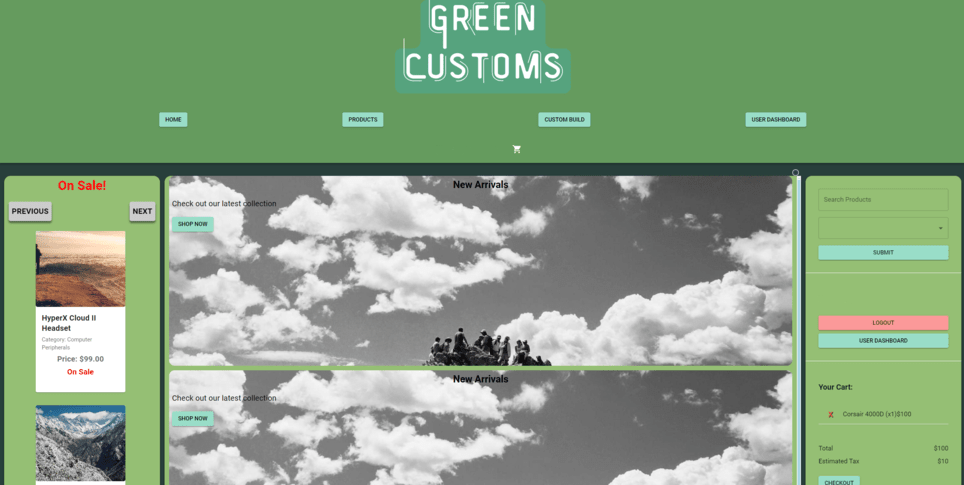 GREEN
CUSTOMS
HOME
PRODUCTS
CUSTOM BUILD
USER DASHBOARD
On Sale!
PREVIOUS
NEXT
HyperX Cloud II
Headset
Category: Computer
Peripherals
Price: $99.00
On Sale
New Arrivals
Check out our latest collection
SHOP NOW
New Arrivals
Check out our latest collection
SHOP NOW
Search Products
SUBMIT
LOGOUT
USER DASHBOARD
Your Cart:
X Corsair 4000D (x1)$100
Total $100
Estimated Tax $10
CHECKOUT